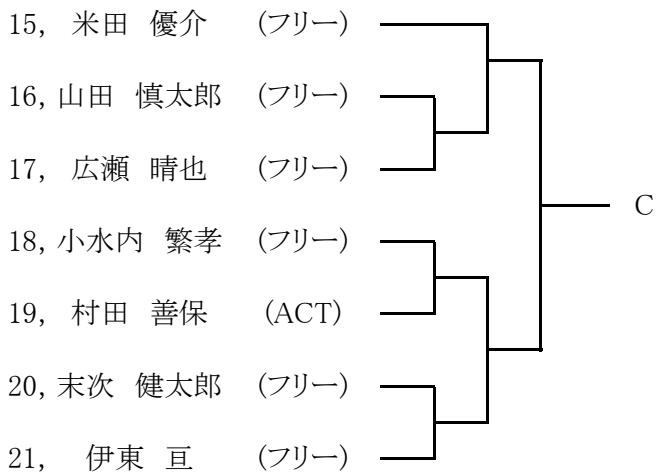 15, 米田 優介 (フリー)
16, 山田 慎太郎 (フリー)
17, 広瀬 晴也 (フリー)
18, 小水内 繁孝 (フリー)
19, 村田 善保 (ACT)
20, 末次 健太郎 (フリー)
21, 伊東 亘 (フリー)
C